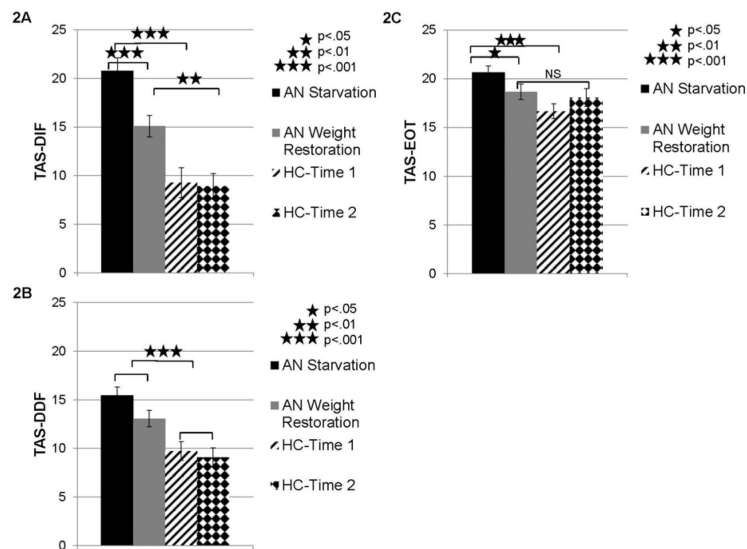 2A
★ p<.05
★★ p<.01
★★★ p<.001
★★★
★★★
★★
TAS-DIF
25
20
15
10
5
0
AN Starvation
AN Weight
Restoration
HC-Time 1
HC-Time 2
2C
★ p<.05
★★ p<.01
★★★ p<.001
★★★
★
NS
TAS-EOT
25
20
15
10
5
0
AN Starvation
AN Weight
Restoration
HC-Time 1
HC-Time 2
2B
★ p<.05
★★ p<.01
★★★ p<.001
★★★
TAS-DDF
25
20
15
10
5
0
AN Starvation
AN Weight
Restoration
HC-Time 1
HC-Time 2